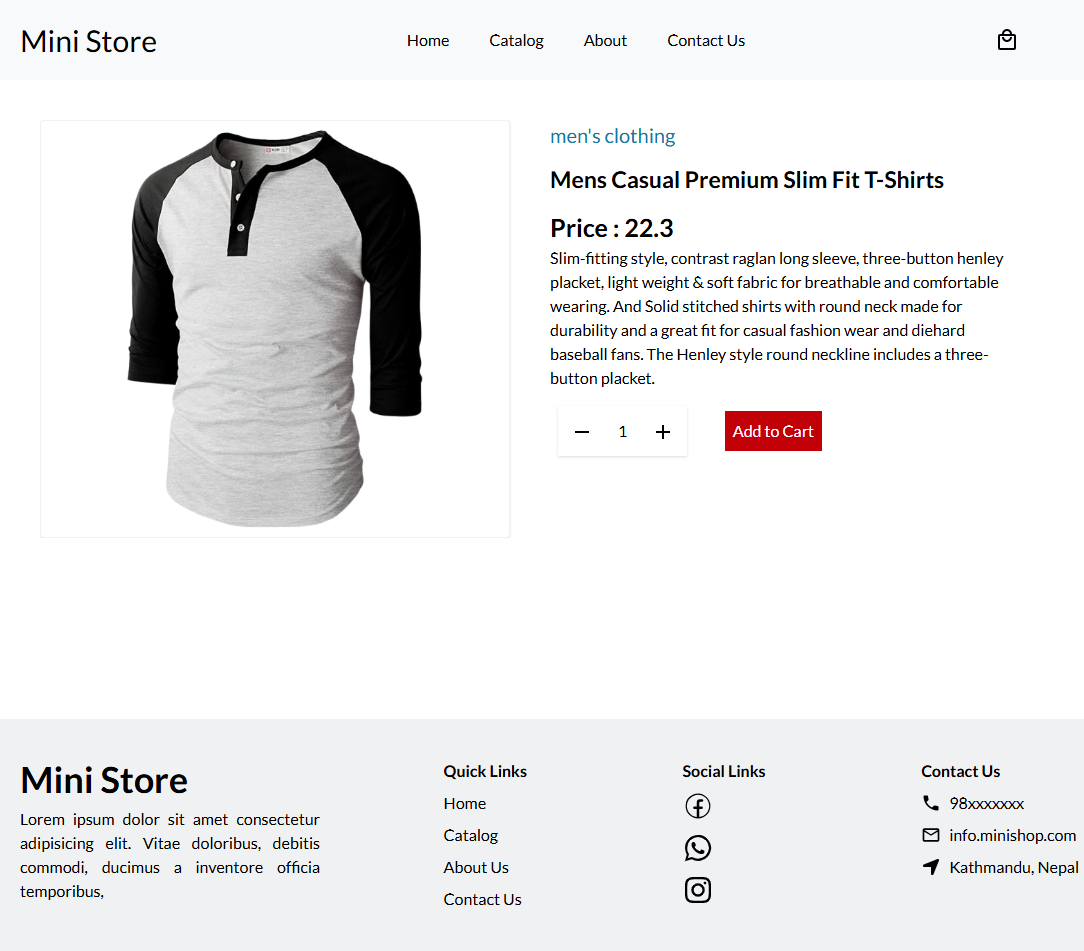 Mini Store
Home
Catalog
About
Contact Us
men's clothing
Mens Casual Premium Slim Fit T-Shirts
Price : 22.3
Slim-fitting style, contrast raglan long sleeve, three-button henley
placket, light weight & soft fabric for breathable and comfortable
wearing. And Solid stitched shirts with round neck made for
durability and a great fit for casual fashion wear and diehard
baseball fans. The Henley style round neckline includes a three-
button placket.
1
Add to Cart
Mini Store
Lorem ipsum dolor sit amet consectetur
adipisicing elit. Vitae doloribus, debitis
commodi, ducimus a inventore officia
temporibus,
Quick Links
Home
Catalog
About Us
Contact Us
Social Links
Contact Us
98xxxxxxx
info.minishop.com
Kathmandu, Nepal